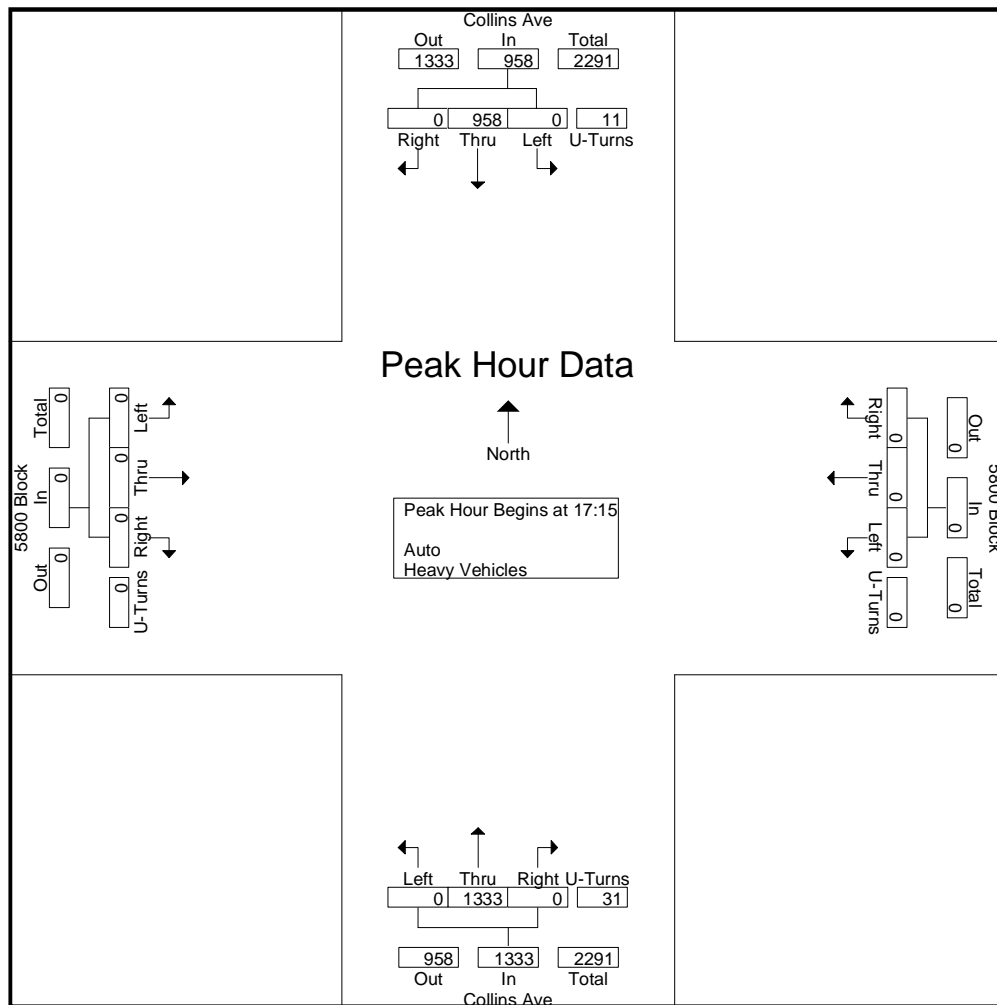 Collins Ave
Out In Total
1333 958 2291
0 958 0 11
Right Thru Left U-Turns
Peak Hour Data
North
Peak Hour Begins at 17:15
Auto
Heavy Vehicles
5800 Block
Total In Out
0 0 0
0 0 0 0
Left Thru Right U-Turns
Right Thru Left U-Turns
0 0 0 0
Out In Total
0 0 0
5800 Block
Left Thru Right U-Turns
0 1333 0 31
958 1333 2291
Out In Total
Collins Ave